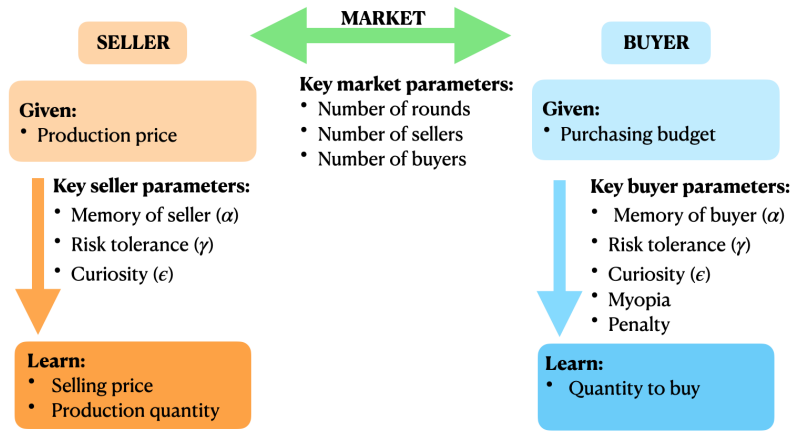 MARKET
SELLER
BUYER
Given:
• Production price
Key market parameters:
• Number of rounds
• Number of sellers
• Number of buyers
Given:
• Purchasing budget
Key seller parameters:
• Memory of seller (α)
• Risk tolerance (γ)
• Curiosity (ϵ)
Key buyer parameters:
• Memory of buyer (α)
• Risk tolerance (γ)
• Curiosity (ϵ)
• Myopia
• Penalty
Learn:
• Selling price
• Production quantity
Learn:
• Quantity to buy